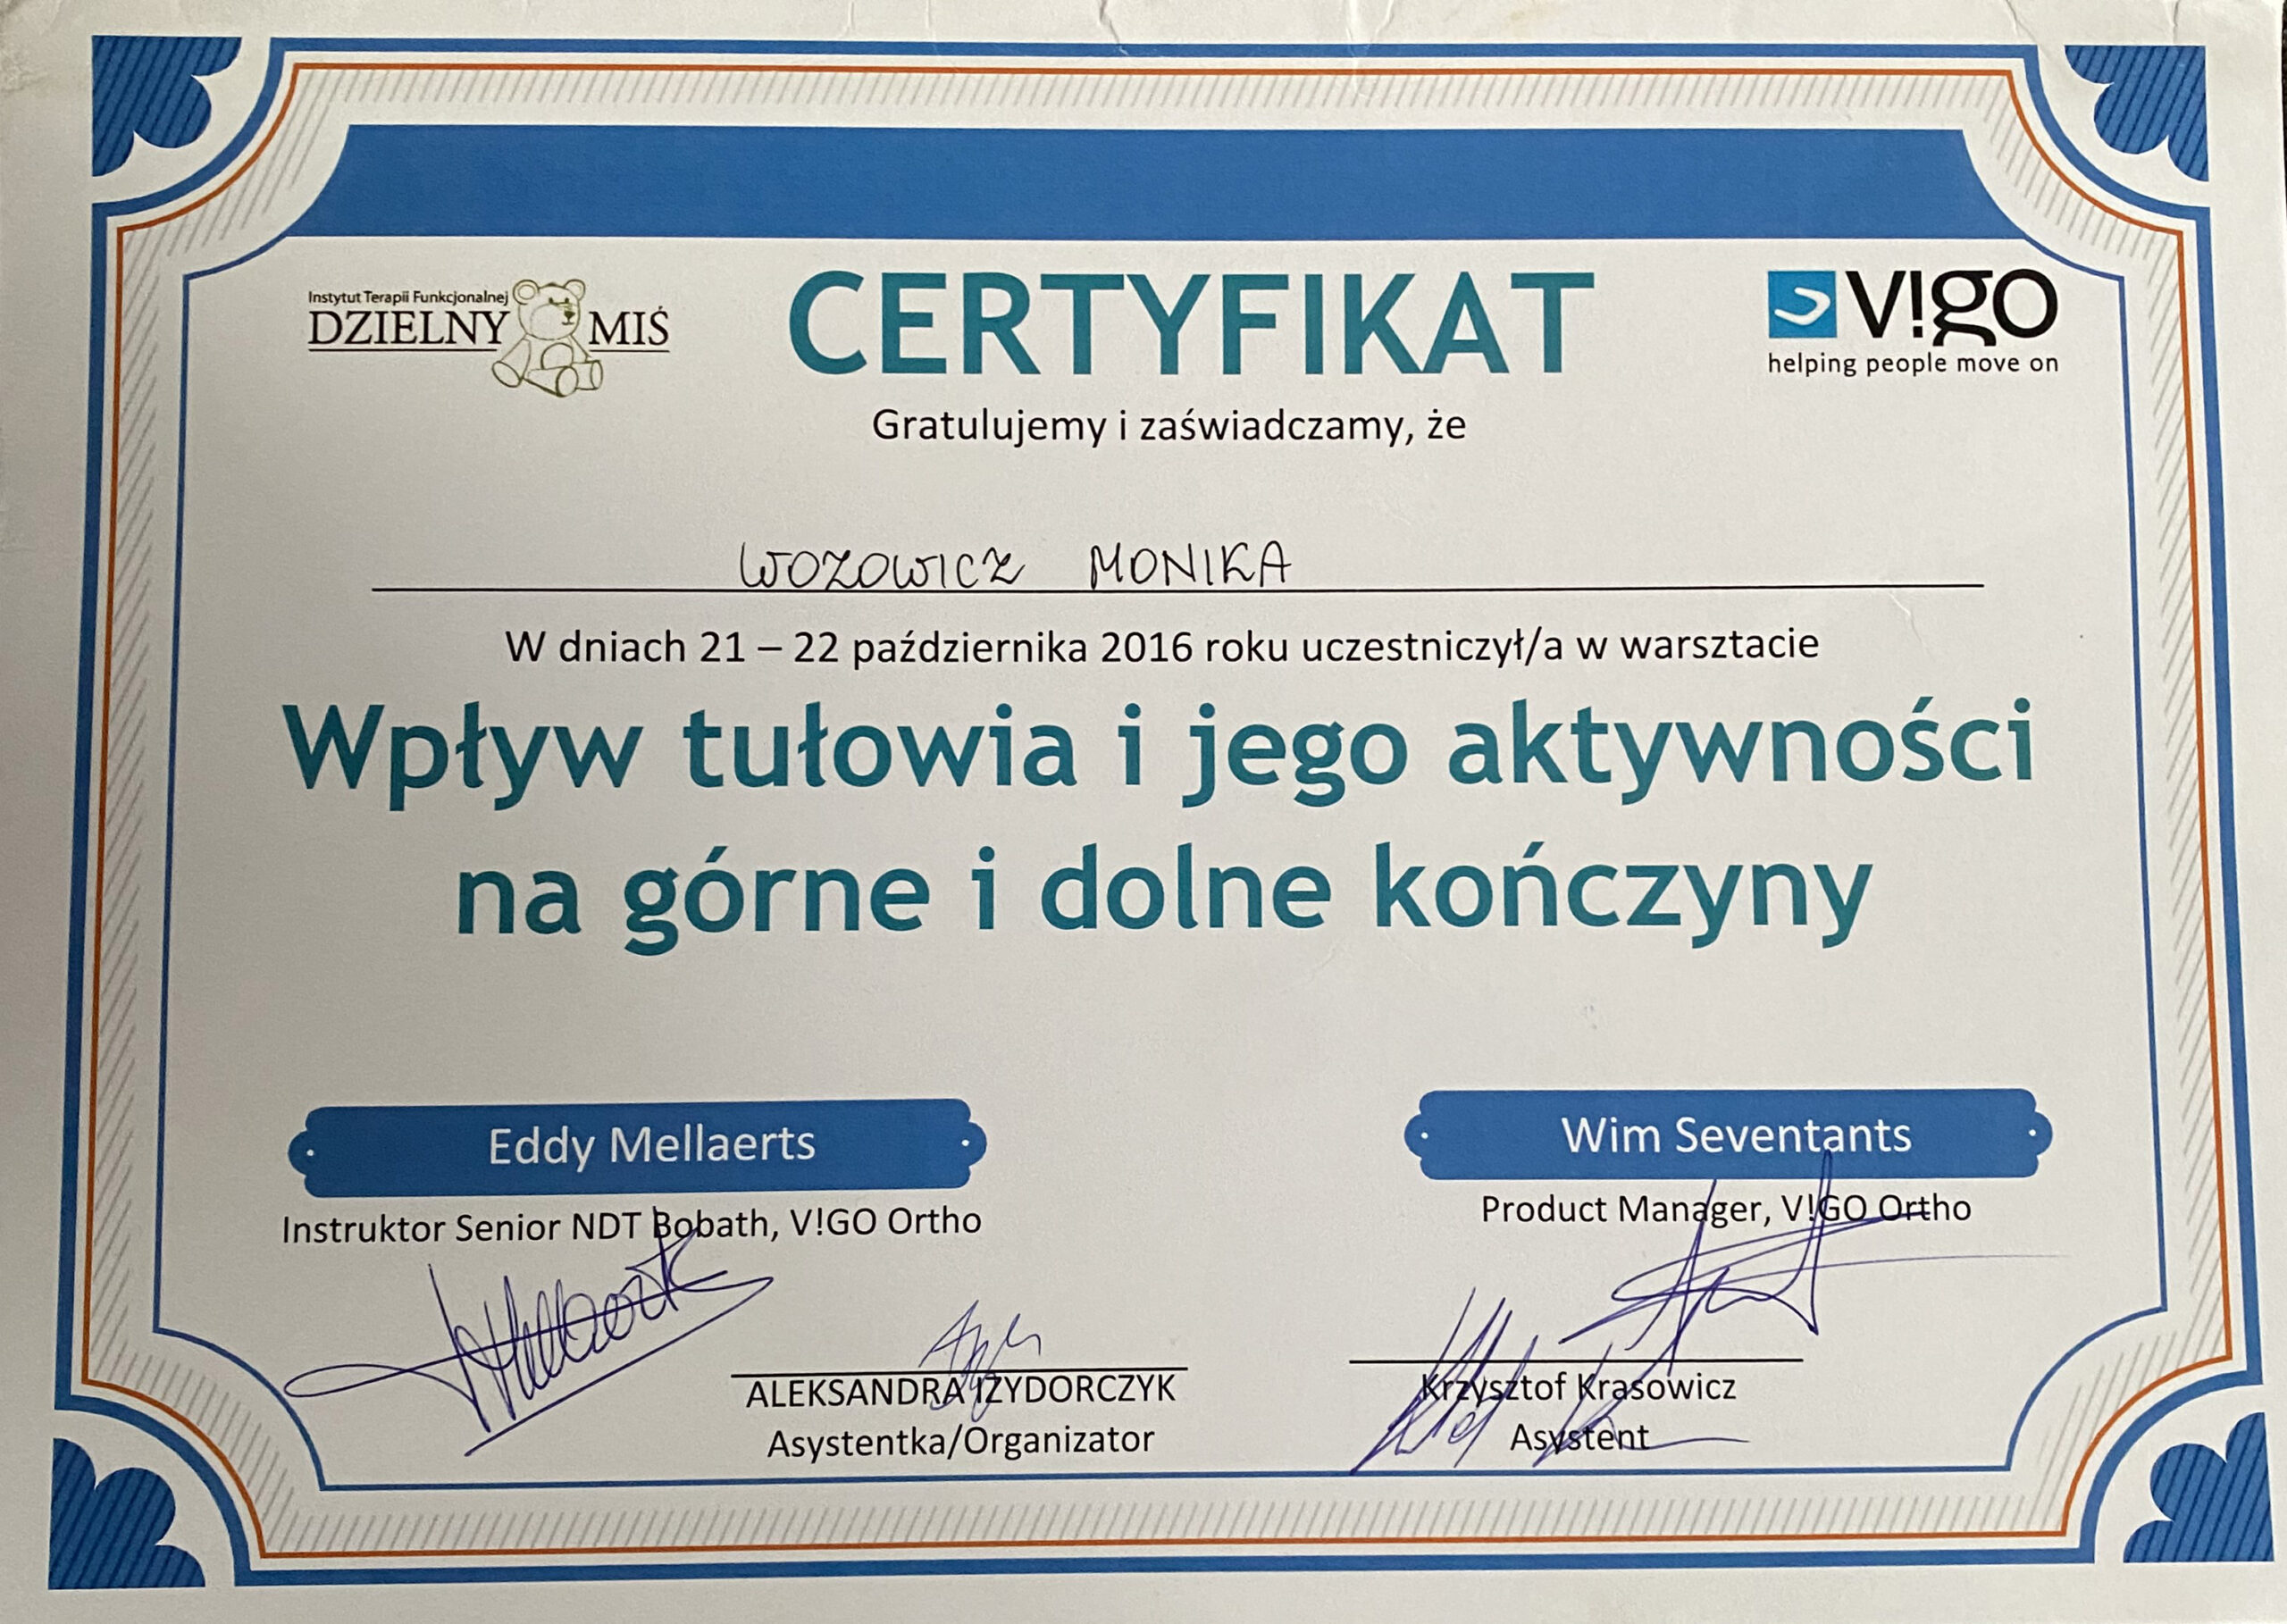 Instytut Terapii Funkcjonalnej
DZIELNY MIŚ
CERTYFIKAT
V!GO
helping people move on
Gratulujemy i zaświadczamy, że
WOZOWICZ MONIKA
W dniach 21 – 22 października 2016 roku uczestniczył/a w warsztacie
Wpływ tułowia i jego aktywności
na górne i dolne kończyny
Eddy Mellaerts
Instruktor Senior NDT Bobath, V!GO Ortho
Wim Seventants
Product Manager, V!GO Ortho
ALEKSANDRA IZYDORCZYK
Asystentka/Organizator
Krzysztof Krasowicz
Asystent